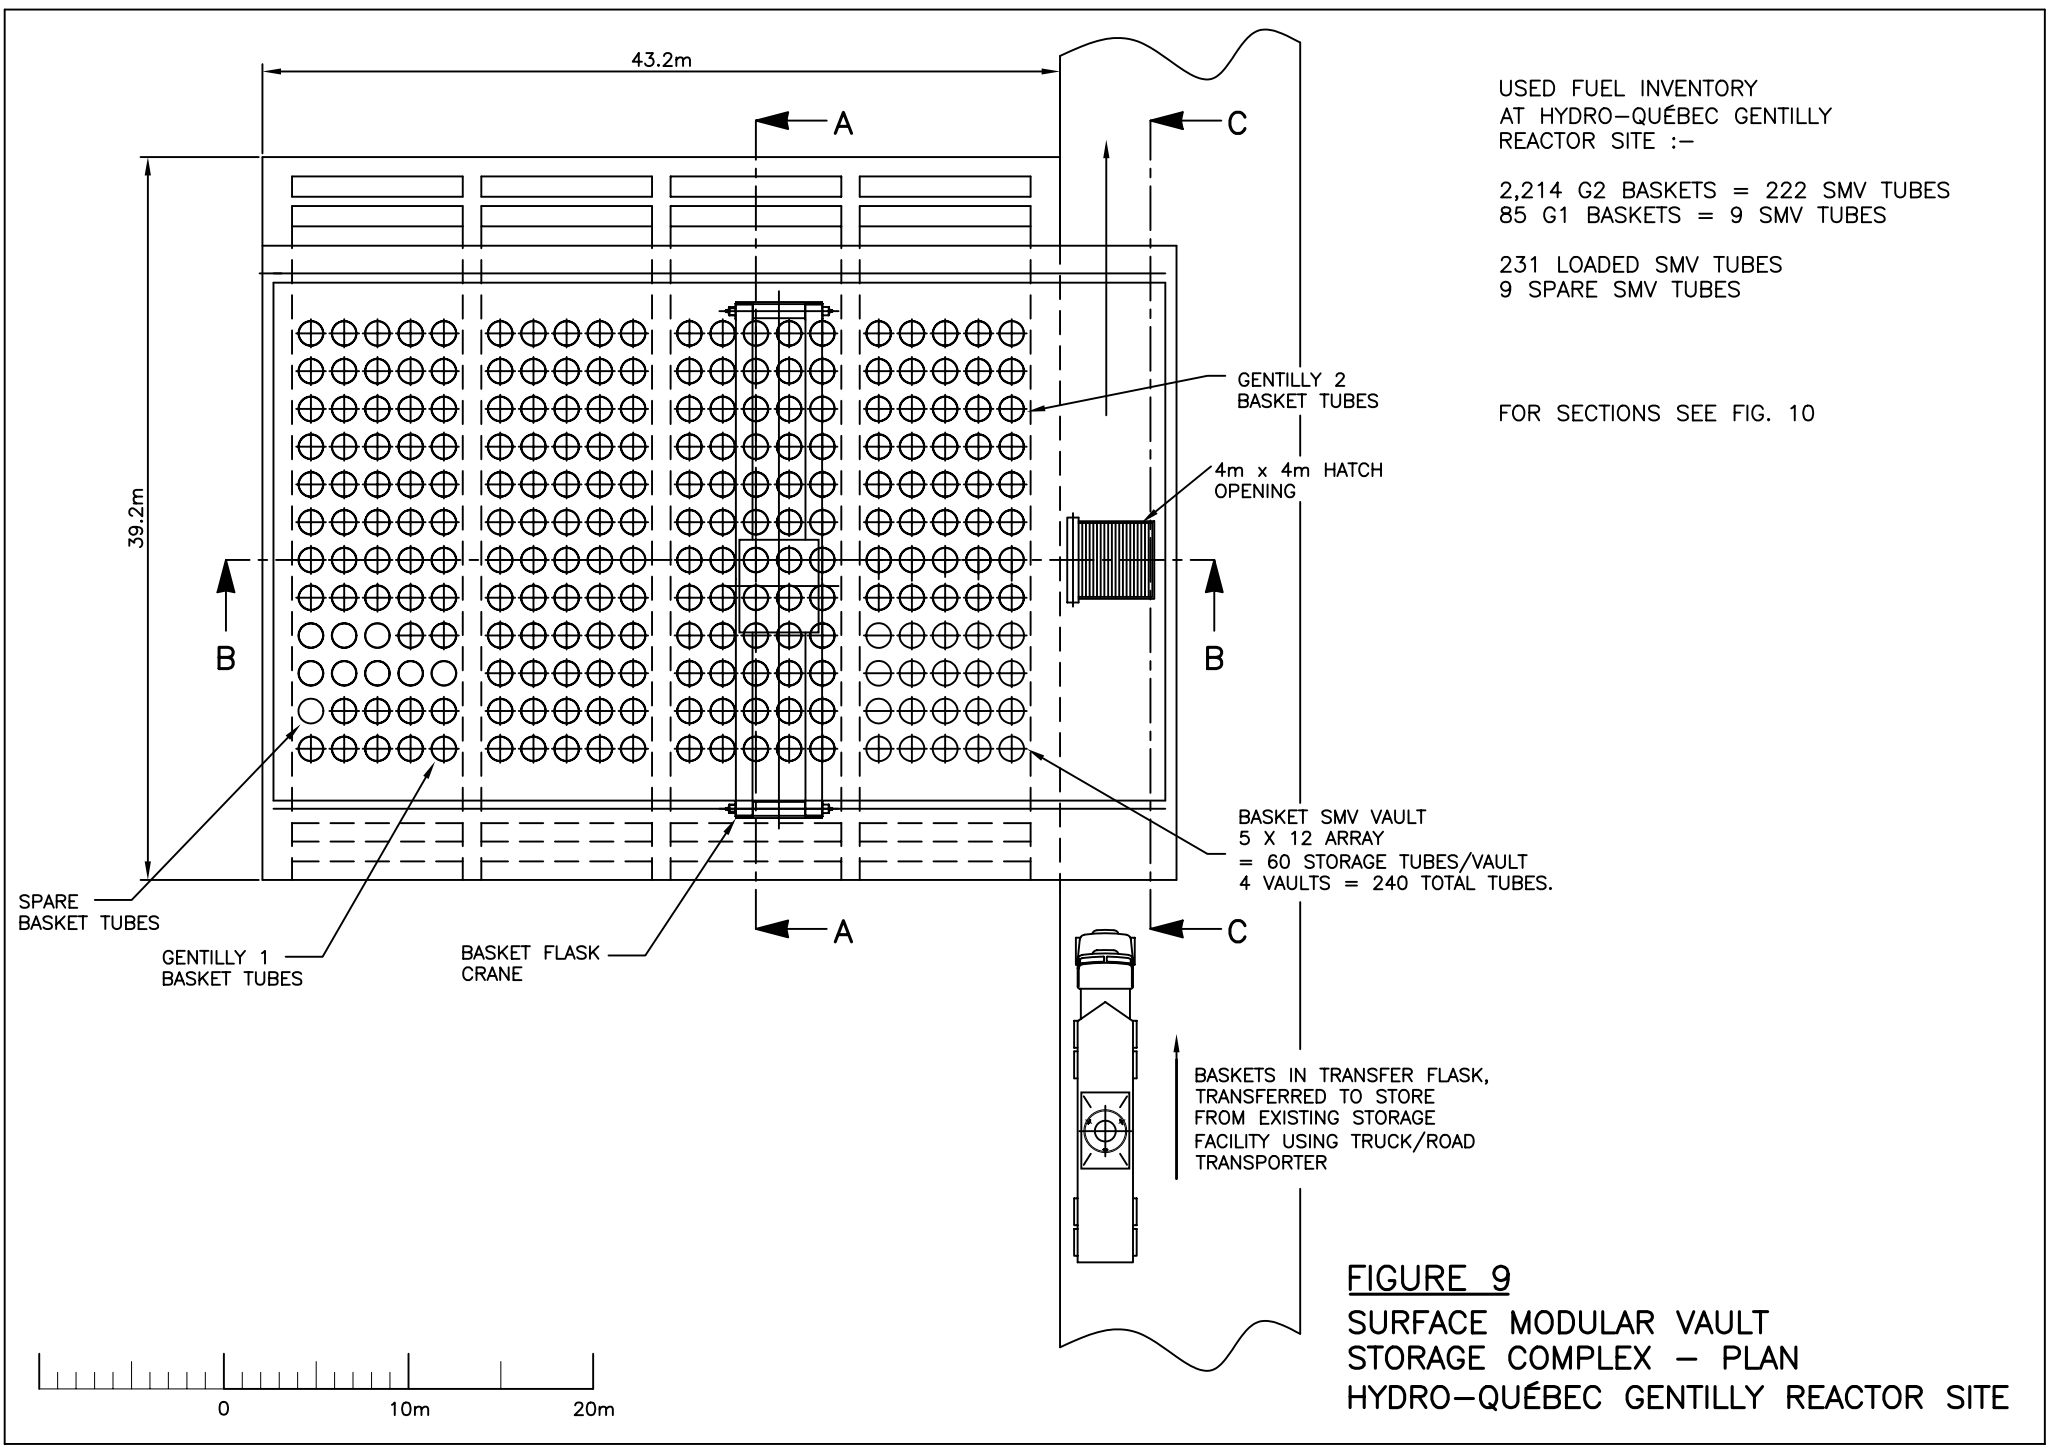 43.2m
A
C
USED FUEL INVENTORY
AT HYDRO-QUÉBEC GENTILLY
REACTOR SITE :-
2,214 G2 BASKETS = 222 SMV TUBES
85 G1 BASKETS = 9 SMV TUBES
231 LOADED SMV TUBES
9 SPARE SMV TUBES
FOR SECTIONS SEE FIG. 10
GENTILLY 2
BASKET TUBES
4m x 4m HATCH
OPENING
39.2m
B
B
BASKET SMV VAULT
5 X 12 ARRAY
= 60 STORAGE TUBES/VAULT
4 VAULTS = 240 TOTAL TUBES.
SPARE
BASKET TUBES
GENTILLY 1
BASKET TUBES
BASKET FLASK
CRANE
A
C
BASKETS IN TRANSFER FLASK,
TRANSFERRED TO STORE
FROM EXISTING STORAGE
FACILITY USING TRUCK/ROAD
TRANSPORTER
0 10m 20m
FIGURE 9
SURFACE MODULAR VAULT
STORAGE COMPLEX - PLAN
HYDRO-QUÉBEC GENTILLY REACTOR SITE